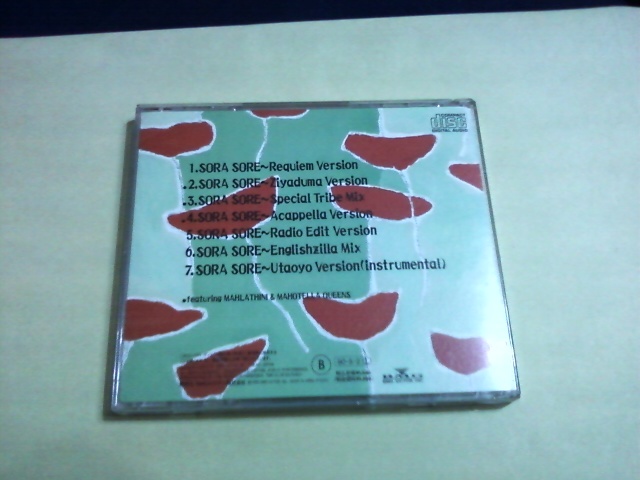 disc
1.SORA SORE~Requiem Version
•2.SORA SORE~Ziyaduma Version
•3.SORA SORE~Special Tribe Mix
•4.SORA SORE~Acappella Version
5.SORA SORE~Radio Edit Version
6.SORA SORE~Englishzilla Mix
7.SORA SORE~Utaoyo Version(instrumental)
•featuring MAHLATHINI & MAHOTELLA QUEENS
B
BMG